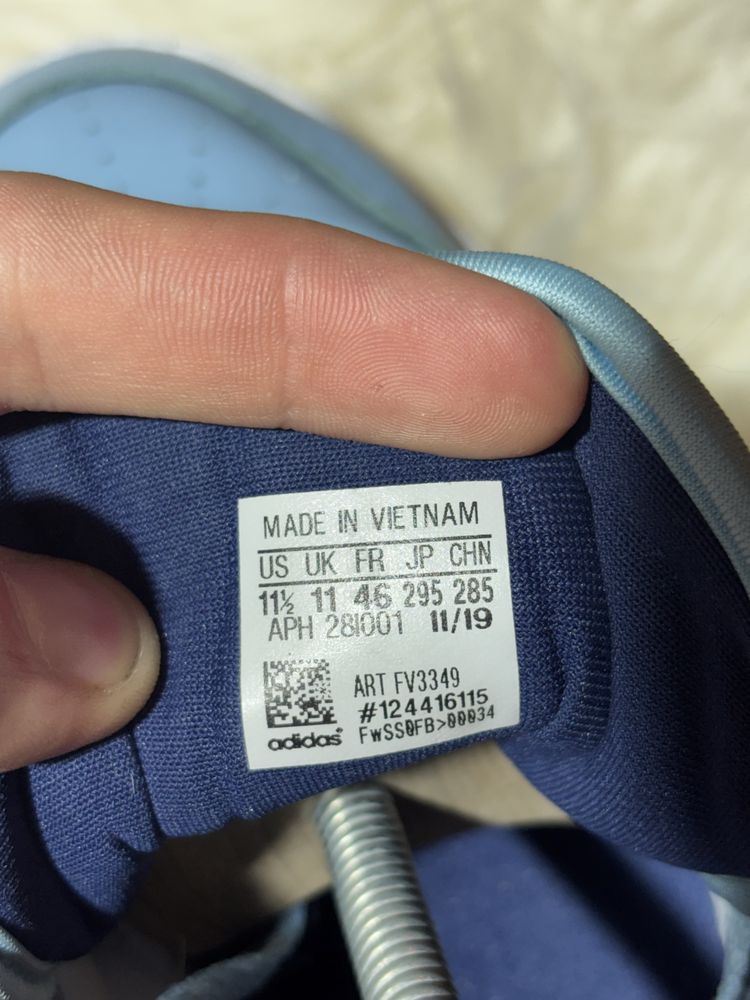 MADE IN VIETNAM
US UK FR JP CHN
11½ 11 46 295 285
APH 28I001 11/19
ART FV3349
#124416115
FwSS0FB>00034
adidas